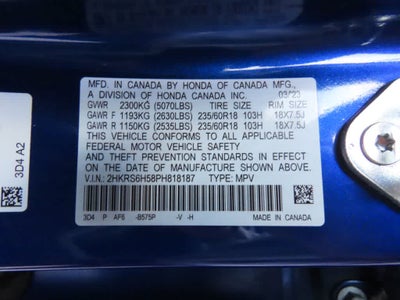 MFD. IN CANADA BY HONDA OF CANADA MFG.,
A DIVISION OF HONDA CANADA INC. 03/23
GVWR 2300KG (5070LBS) TIRE SIZE RIM SIZE
GAWR F 1193KG (2630LBS) 235/60R18 103H 18X7.5J
GAWR R 1150KG (2535LBS) 235/60R18 103H 18X7.5J
THIS VEHICLE CONFORMS TO ALL APPLICABLE
FEDERAL MOTOR VEHICLE SAFETY
AND THEFT PREVENTION STANDARDS IN EFFECT
ON THE DATE OF MANUFACTURE SHOWN ABOVE.
V.I.N.: 2HKRS6H58PH818187 TYPE: MPV
3D4 P AF6 -B575P -V -H MADE IN CANADA
3D4 A2